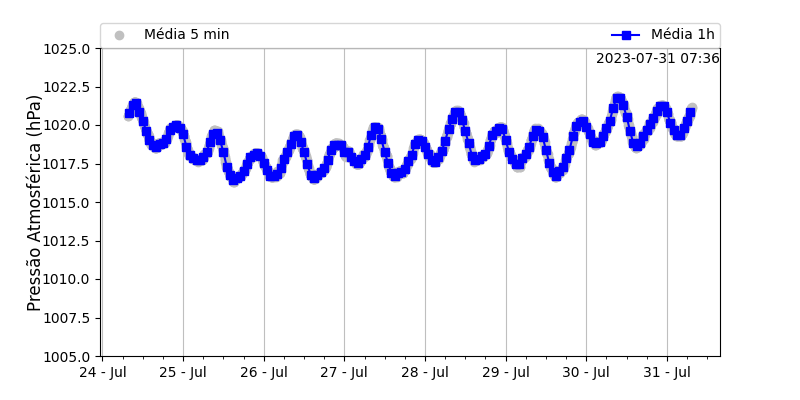 Média 5 min
Média 1h
2023-07-31 07:36
Pressão Atmosférica (hPa)
1025.0
1022.5
1020.0
1017.5
1015.0
1012.5
1010.0
1007.5
1005.0
24 - Jul
25 - Jul
26 - Jul
27 - Jul
28 - Jul
29 - Jul
30 - Jul
31 - Jul